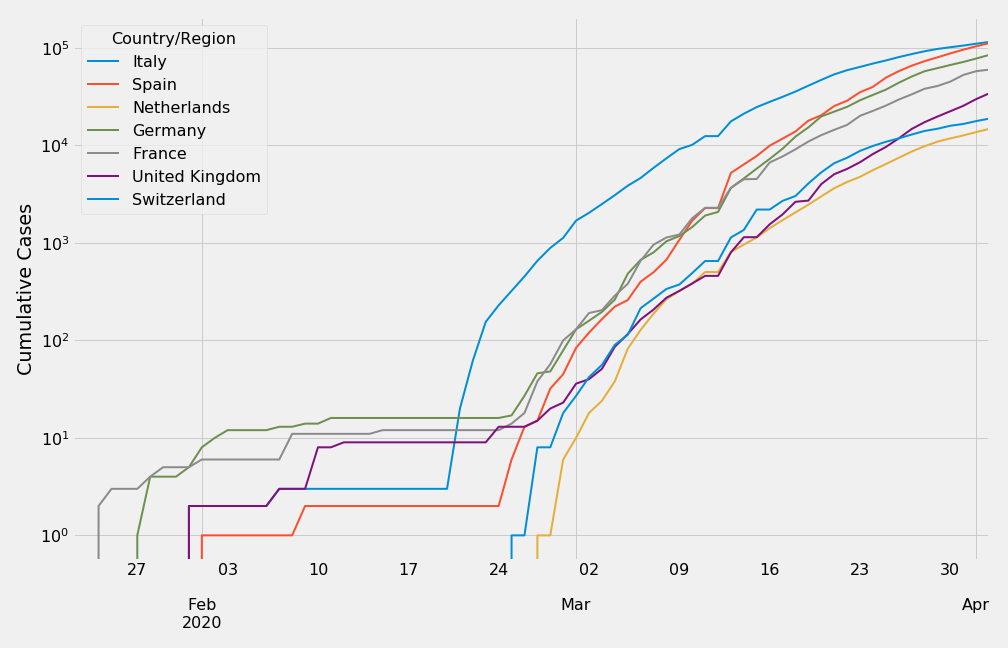 Country/Region
Italy
Spain
Netherlands
Germany
France
United Kingdom
Switzerland
Cumulative Cases
10⁵
10⁴
10³
10²
10¹
10⁰
27 03 10 17 24 02 09 16 23 30
Feb Mar Apr
2020